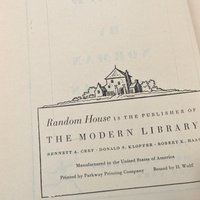 Random House IS THE PUBLISHER OF
THE MODERN LIBRARY
BENNETT A. CERF · DONALD S. KLOPFER · ROBERT K. HAAS
Manufactured in the United States of America
Printed by Parkway Printing Company Bound by H. Wolff